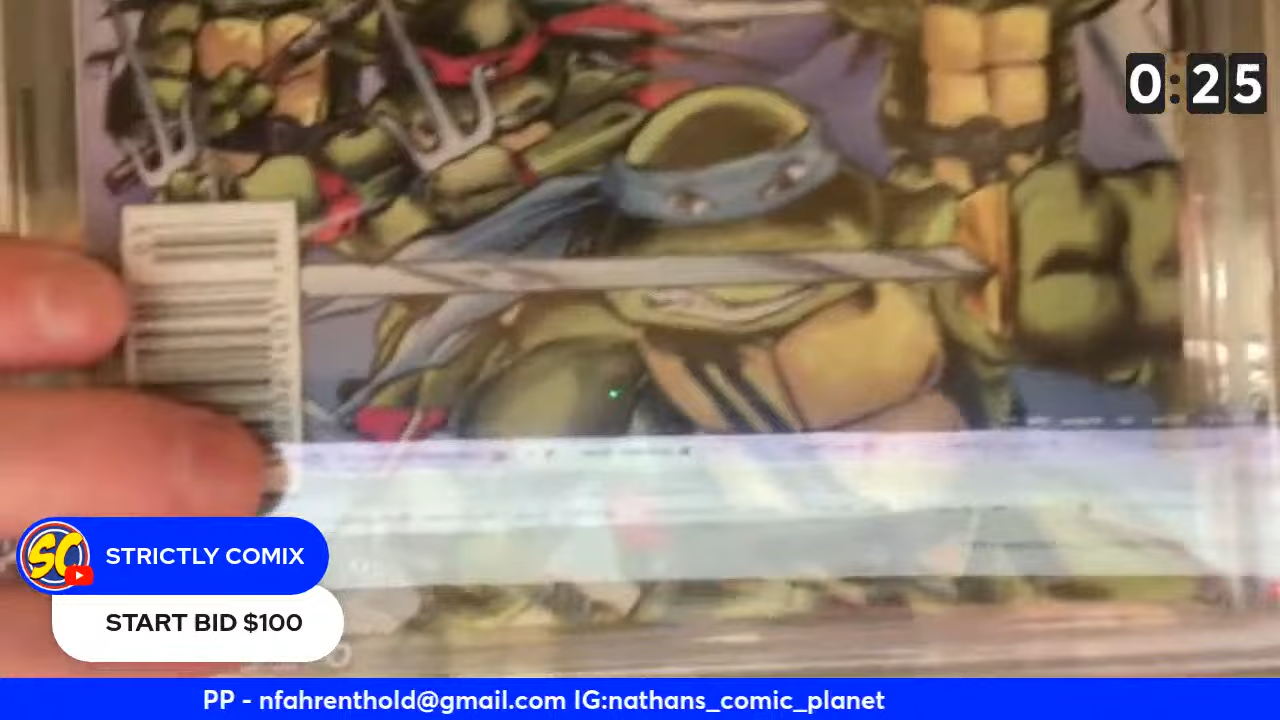 0:25
SC
STRICTLY COMIX
START BID $100
PP - nfahrenthold@gmail.com IG:nathans_comic_planet